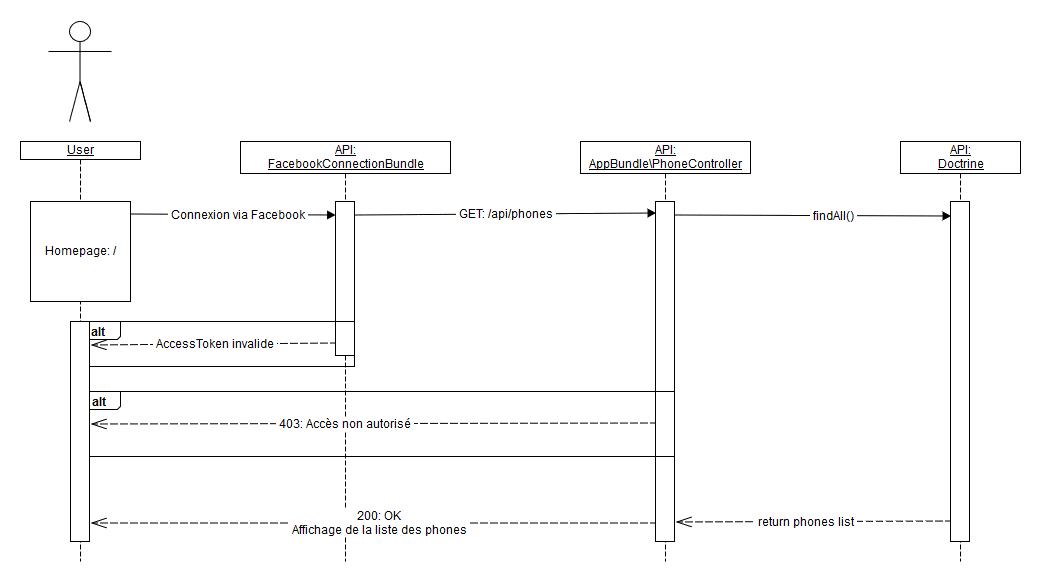 User
API:
FacebookConnectionBundle
API:
AppBundle\PhoneController
API:
Doctrine
Connexion via Facebook
GET: /api/phones
findAll()
Homepage: /
alt
AccessToken invalide
alt
403: Accès non autorisé
200: OK
Affichage de la liste des phones
return phones list